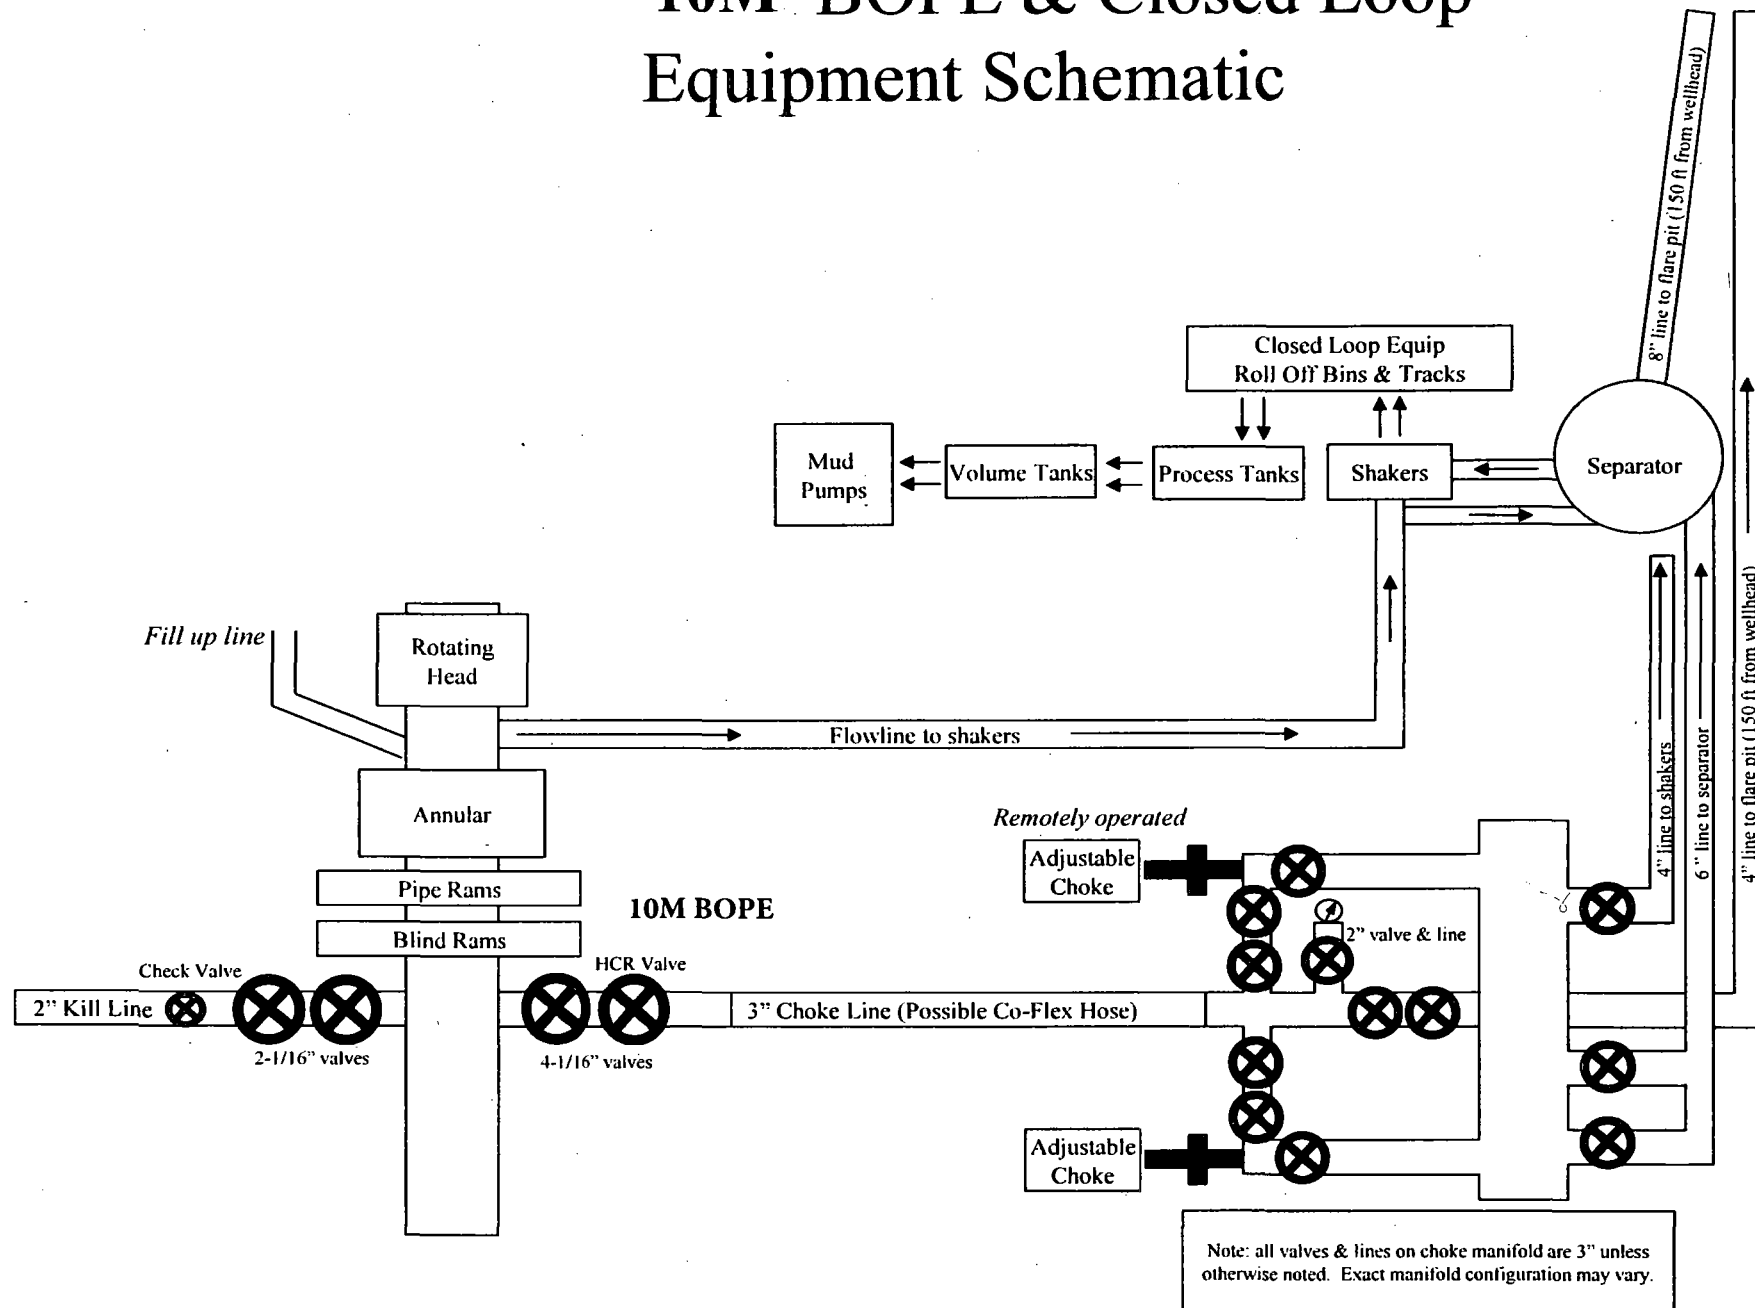 10M BOPE & Closed Loop
Equipment Schematic
8" line to flare pit (150 ft from wellhead)
Closed Loop Equip
Roll Off Bins & Tracks
Mud
Pumps
Volume Tanks
Process Tanks
Shakers
Separator
Fill up line
Rotating
Head
Flowline to shakers
Annular
Pipe Rams
Blind Rams
10M BOPE
Remotely operated
Adjustable
Choke
2" valve & line
4" line to shakers
6" line to separator
4" line to flare pit (150 ft from wellhead)
Check Valve
HCR Valve
2" Kill Line
3" Choke Line (Possible Co-Flex Hose)
2-1/16" valves
4-1/16" valves
Adjustable
Choke
Note: all valves & lines on choke manifold are 3" unless
otherwise noted. Exact manifold configuration may vary.